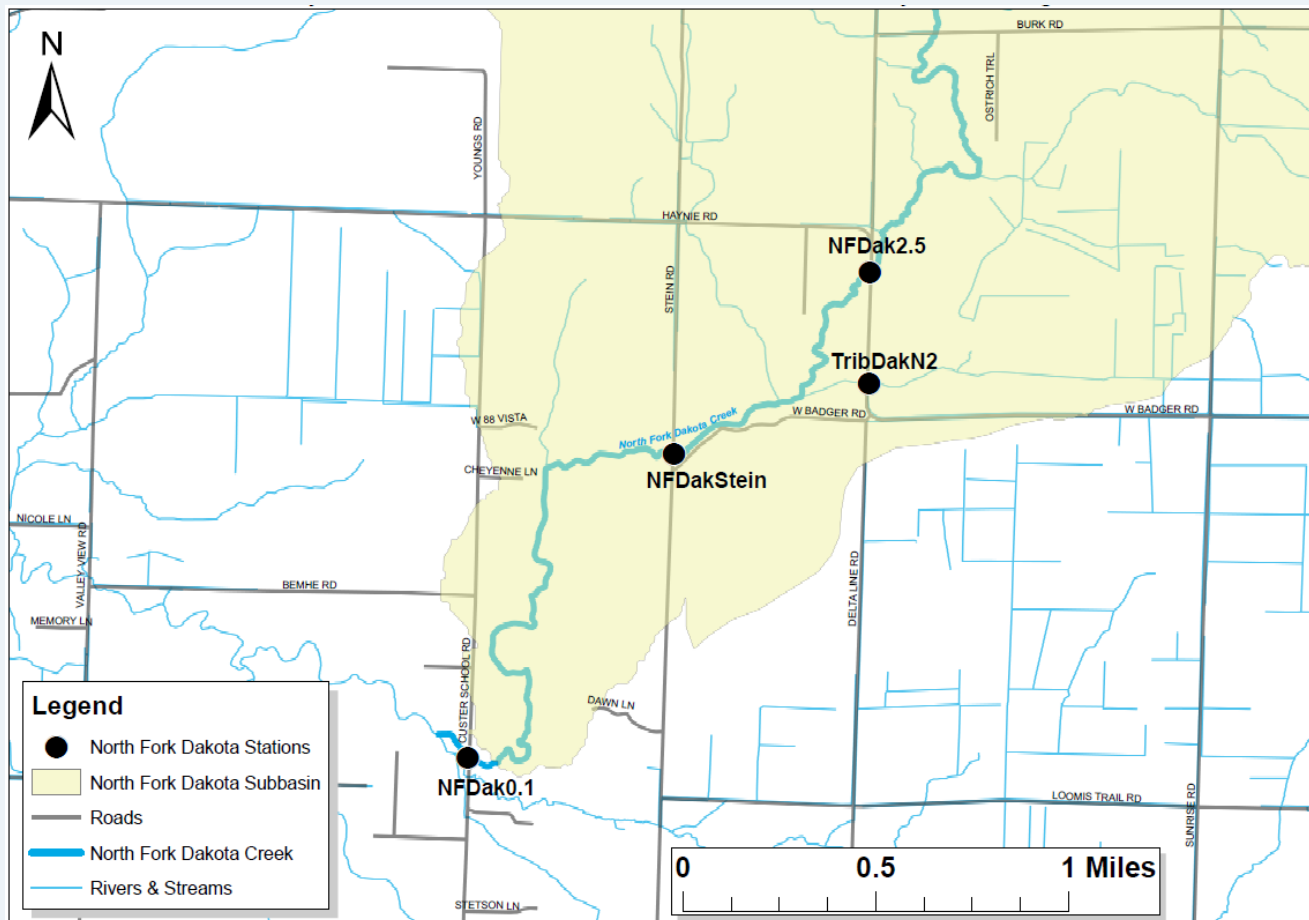 N
BURK RD
OSTRICH TRL
YOUNGS RD
HAYNIE RD
NFDak2.5
STEIN RD
TribDakN2
W BADGER RD
W BADGER RD
W 88 VISTA
North Fork Dakota Creek
CHEYENNE LN
NFDakStein
NICOLE LN
VALLEY VIEW RD
BEMHE RD
DELTA LINE RD
MEMORY LN
CUSTER SCHOOL RD
DAWN LN
NFDak0.1
LOOMIS TRAIL RD
SUNRISE RD
STETSON LN
Legend
North Fork Dakota Stations
North Fork Dakota Subbasin
Roads
North Fork Dakota Creek
Rivers & Streams
0 0.5 1 Miles